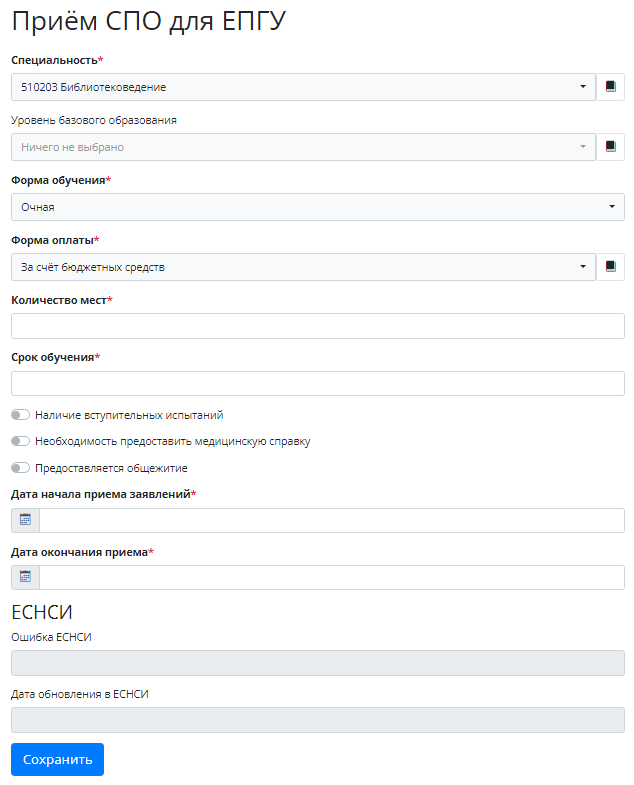 Приём СПО для ЕПГУ
Специальность*
510203 Библиотековедение
Уровень базового образования
Ничего не выбрано
Форма обучения*
Очная
Форма оплаты*
За счёт бюджетных средств
Количество мест*
Срок обучения*
Наличие вступительных испытаний
Необходимость предоставить медицинскую справку
Предоставляется общежитие
Дата начала приема заявлений*
Дата окончания приема*
ЕСНСИ
Ошибка ЕСНСИ
Дата обновления в ЕСНСИ
Сохранить